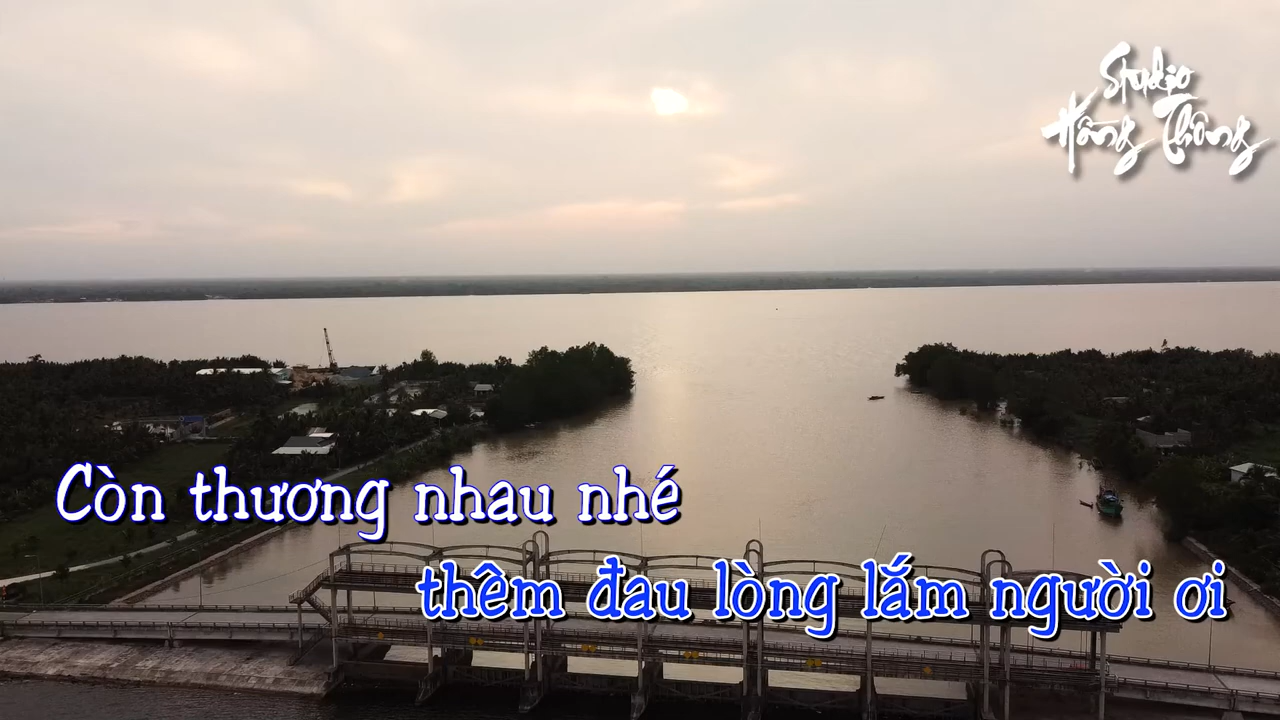 Studio
Hồng Thông
Còn thương nhau nhé
thêm đau lòng lắm người ơi